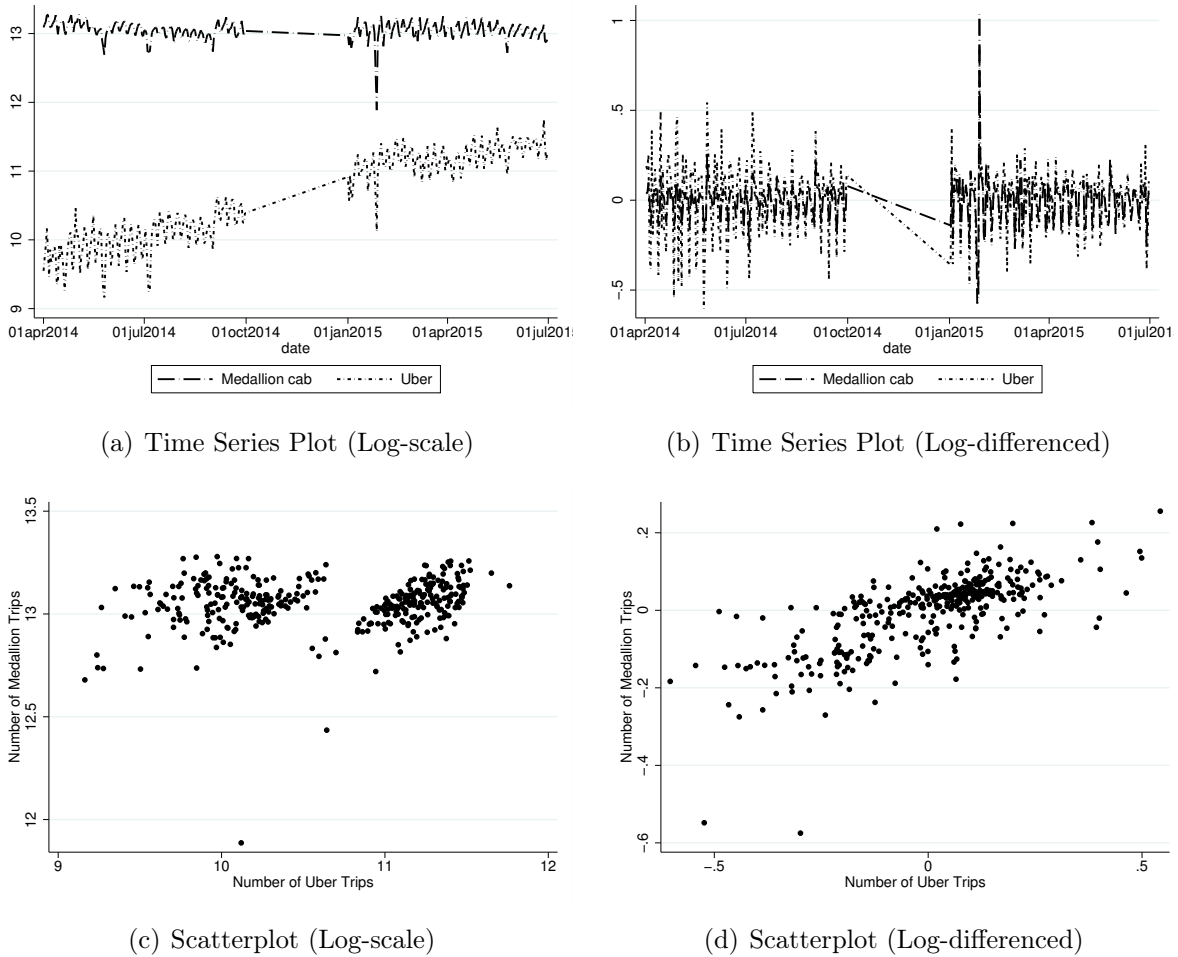 13
12
11
10
9
01apr2014 01jul2014 01oct2014 01jan2015 01apr2015 01jul201
date
Medallion cab Uber
(a) Time Series Plot (Log-scale)
1
.5
0
−.5
01apr2014 01jul2014 01oct2014 01jan2015 01apr2015 01jul201
date
Medallion cab Uber
(b) Time Series Plot (Log-differenced)
Number of Medallion Trips
13.5
13
12.5
12
9 10 11 12
Number of Uber Trips
(c) Scatterplot (Log-scale)
Number of Medallion Trips
.2
0
−.2
−.4
−.6
−.5 0 .5
Number of Uber Trips
(d) Scatterplot (Log-differenced)